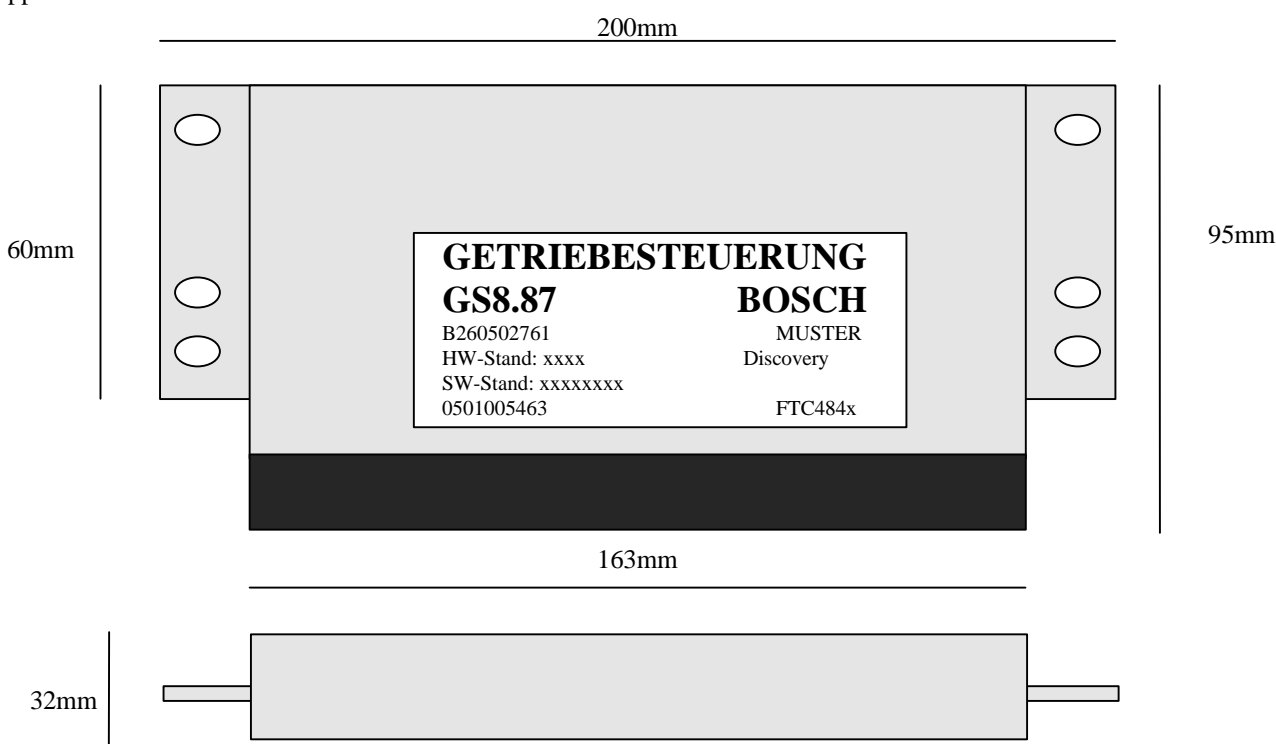 200mm
60mm
95mm
GETRIEBESTEUERUNG
GS8.87 BOSCH
B260502761 MUSTER
HW-Stand: xxxx Discovery
SW-Stand: xxxxxxxx
0501005463 FTC484x
163mm
32mm